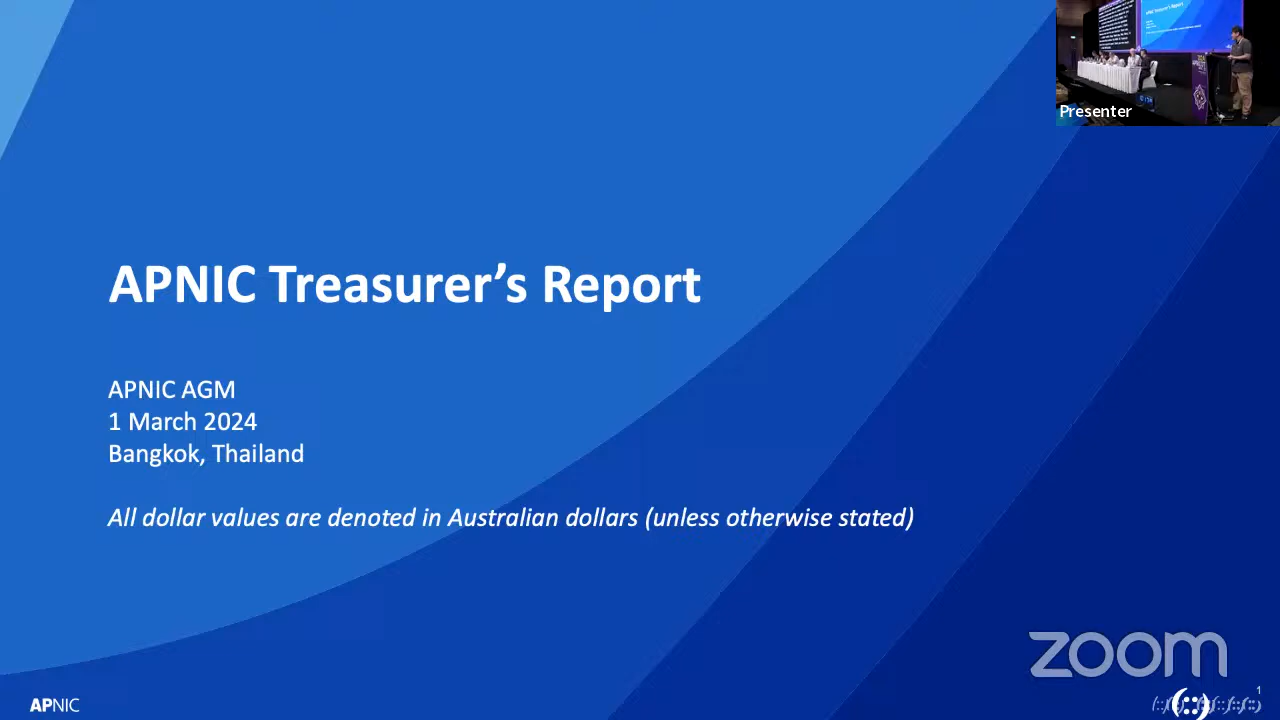 Presenter
APNIC Treasurer's Report
APNIC AGM
1 March 2024
Bangkok, Thailand
All dollar values are denoted in Australian dollars (unless otherwise stated)
zoom
APNIC
1